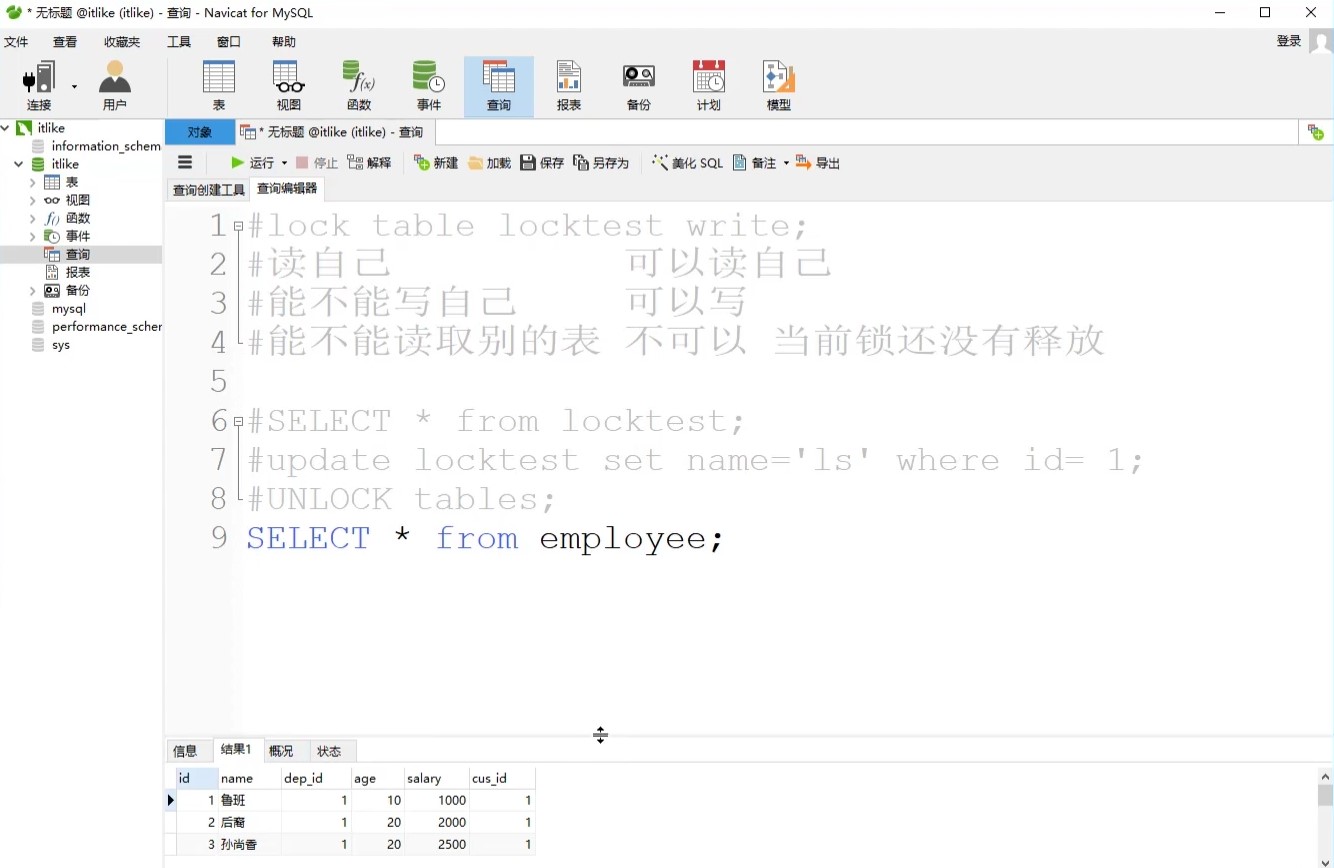 * 无标题 @itlike (itlike) - 查询 - Navicat for MySQL
文件 查看 收藏夹 工具 窗口 帮助 登录
连接 用户 表 视图 函数 事件 查询 报表 备份 计划 模型
itlike
information_schem
itlike
表
视图
函数
事件
查询
报表
备份
mysql
performance_scher
sys
对象 * 无标题 @itlike (itlike) - 查询
运行 停止 解释 新建 加载 保存 另存为 美化 SQL 备注 导出
查询创建工具 查询编辑器
1 #lock table locktest write;
2 #读自己 可以读自己
3 #能不能写自己 可以写
4 #能不能读取别的表 不可以 当前锁还没有释放
5
6 #SELECT * from locktest;
7 #update locktest set name='ls' where id= 1;
8 #UNLOCK tables;
9 SELECT * from employee;
信息 结果1 概况 状态
id name dep_id age salary cus_id
1 鲁班 1 10 1000 1
2 后裔 1 20 2000 1
3 孙尚香 1 20 2500 1